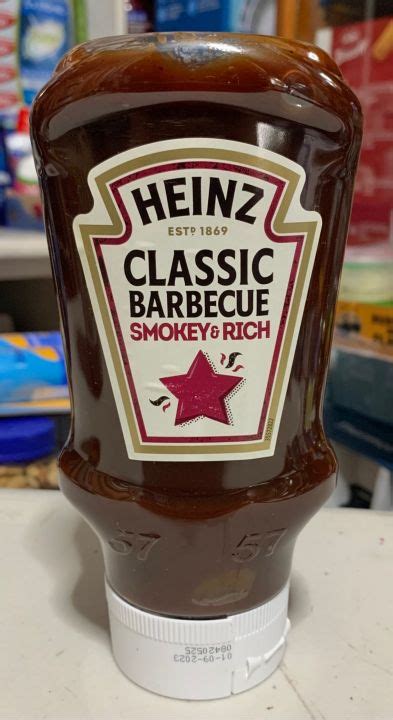 HEINZ
ESTD 1869
CLASSIC
BARBECUE
SMOKEY & RICH
57 57
01-09-2023
08420525